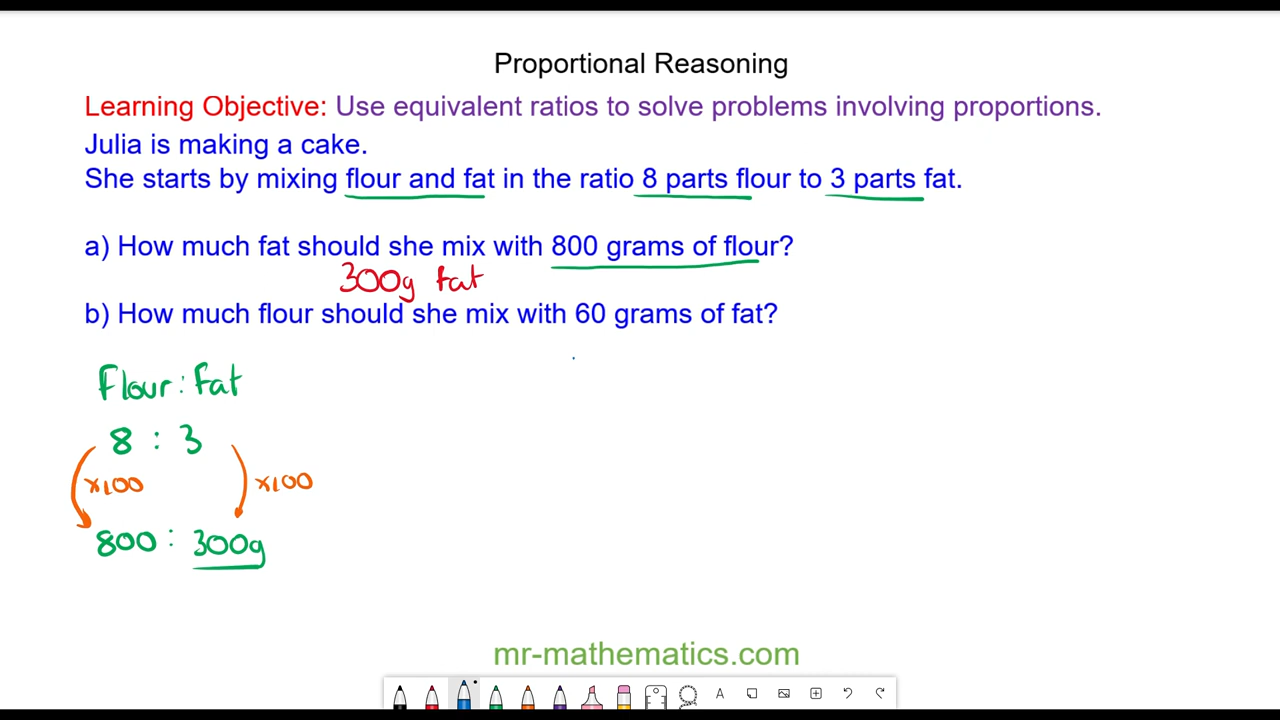 Proportional Reasoning
Learning Objective: Use equivalent ratios to solve problems involving proportions.
Julia is making a cake.
She starts by mixing flour and fat in the ratio 8 parts flour to 3 parts fat.
a) How much fat should she mix with 800 grams of flour?
300g fat
b) How much flour should she mix with 60 grams of fat?
Flour : Fat
8 : 3
×100 ×100
800 : 300g
mr-mathematics.com
A